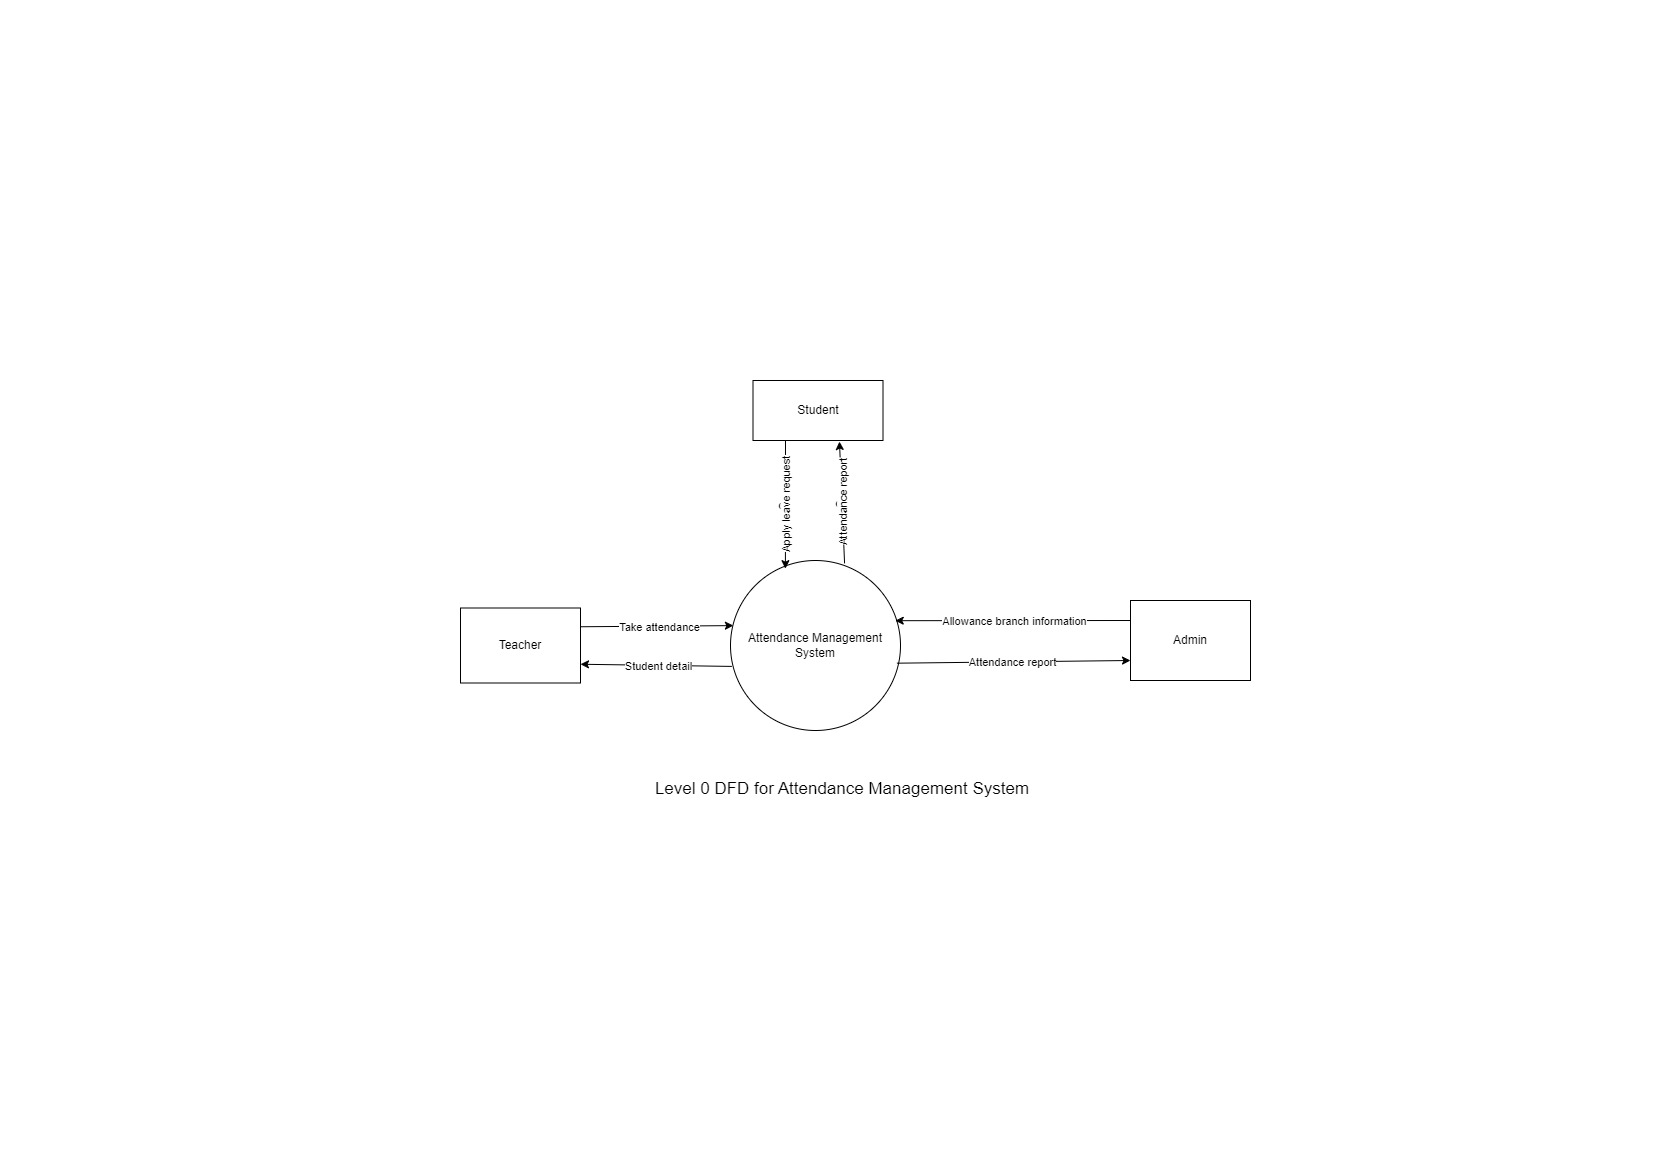 Student
Apply leave request
Attendance report
Teacher
Take attendance
Student detail
Attendance Management
System
Allowance branch information
Attendance report
Admin
Level 0 DFD for Attendance Management System